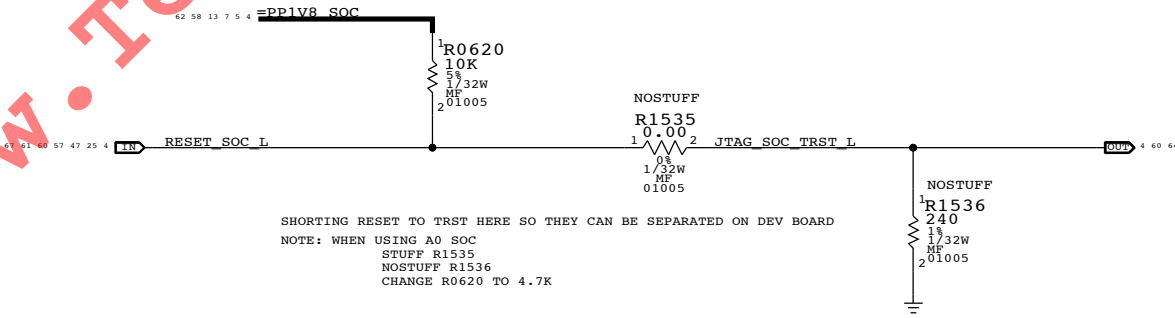 w.Te
62 58 13 7 5 4 =PP1V8_SOC
1
R0620
10K
5%
1/32W
MF
01005
2
NOSTUFF
R1535
0.00
67 61 60 57 47 25 4 IN RESET_SOC_L
1 2 JTAG_SOC_TRST_L
OUT 4 60 64
0%
1/32W
MF
01005
NOSTUFF
1
R1536
240
1%
1/32W
MF
01005
2
SHORTING RESET TO TRST HERE SO THEY CAN BE SEPARATED ON DEV BOARD
NOTE: WHEN USING A0 SOC
STUFF R1535
NOSTUFF R1536
CHANGE R0620 TO 4.7K